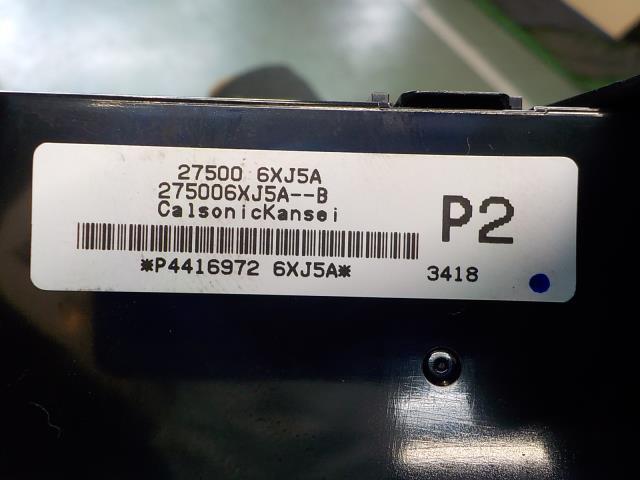 27500 6XJ5A
275006XJ5A--B
CalsonicKansei
P2
*P4416972 6XJ5A*
3418